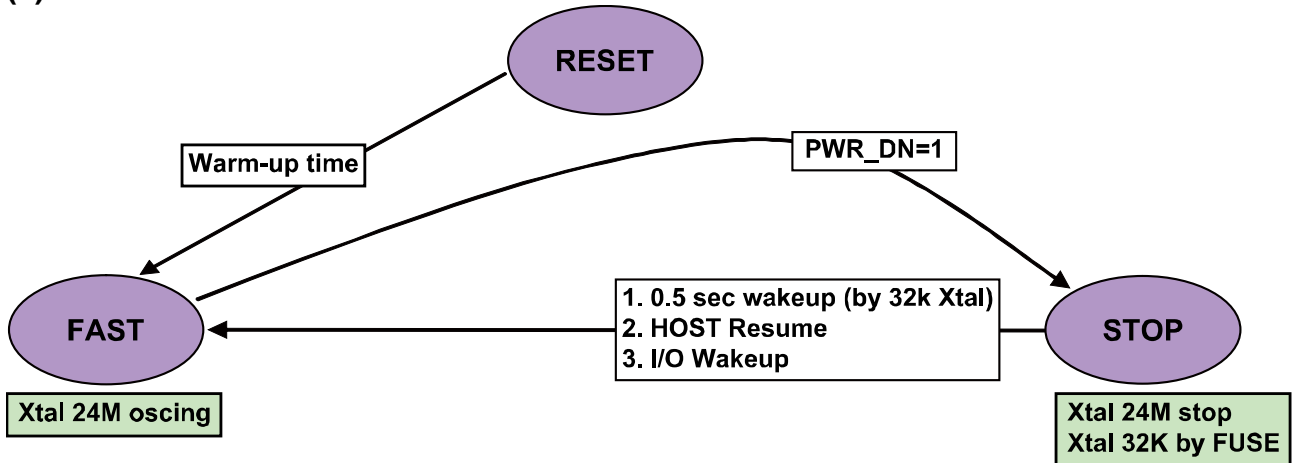 RESET
Warm-up time
PWR_DN=1
1. 0.5 sec wakeup (by 32k Xtal)
2. HOST Resume
3. I/O Wakeup
FAST
STOP
Xtal 24M oscing
Xtal 24M stop
Xtal 32K by FUSE